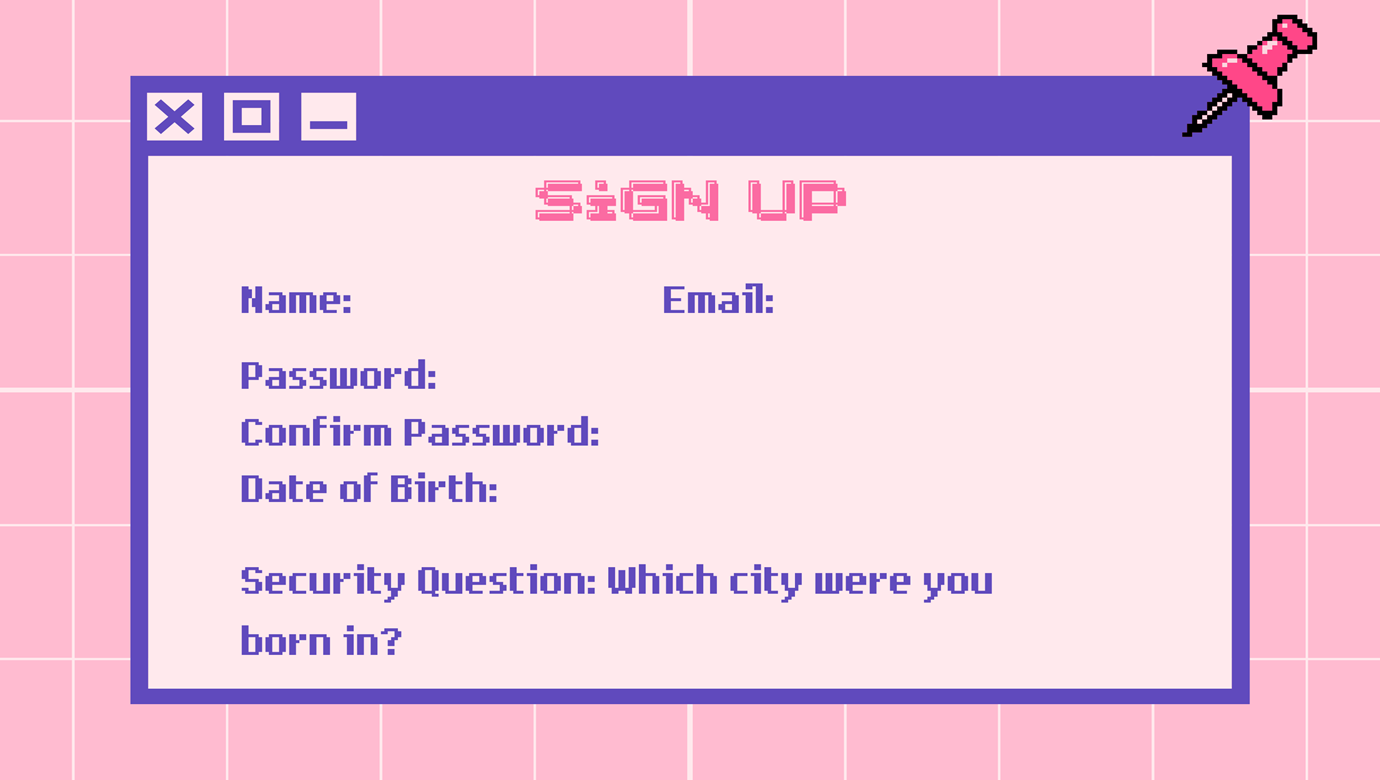 SiGN UP
Name: Email:
Password:
Confirm Password:
Date of Birth:
Security Question: Which city were you
born in?